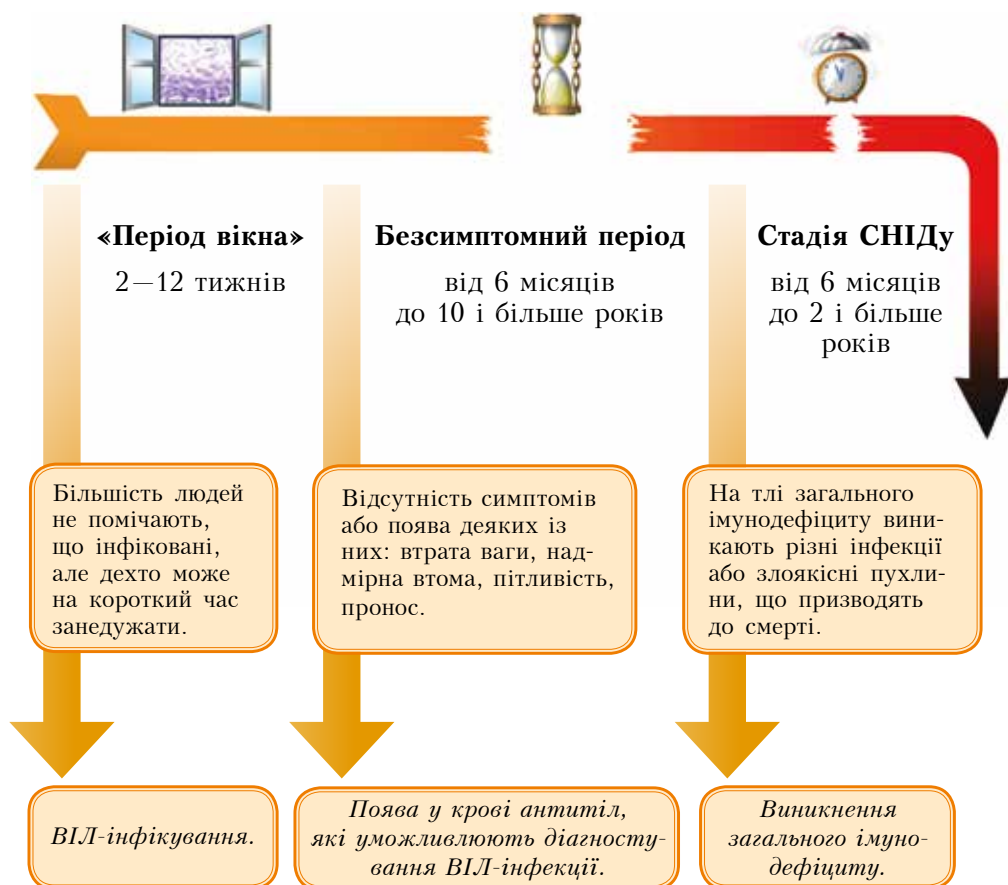 «Період вікна»
2—12 тижнів
Безсимптомний період
від 6 місяців
до 10 і більше років
Стадія СНІДу
від 6 місяців
до 2 і більше
років
Більшість людей
не помічають,
що інфіковані,
але дехто може
на короткий час
занедужати.
Відсутність симптомів
або поява деяких із
них: втрата ваги, над-
мірна втома, пітливість,
пронос.
На тлі загального
імунодефіциту вини-
кають різні інфекції
або злоякісні пухли-
ни, що призводять
до смерті.
ВІЛ-інфікування.
Поява у крові антитіл,
які уможливлюють діагносту-
вання ВІЛ-інфекції.
Виникнення
загального імуно-
дефіциту.